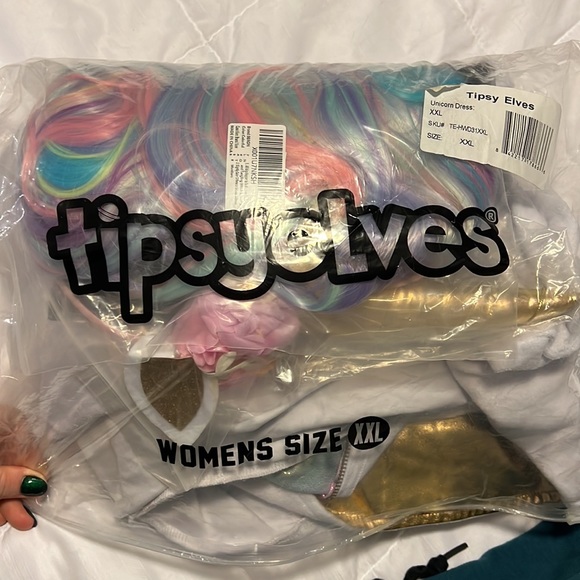 Tipsy Elves
Unicorn Dress:
XXL
SKU# TE-HWD31XXL
SIZE: XXL
tipsyelves®
WOMENS SIZE XXL